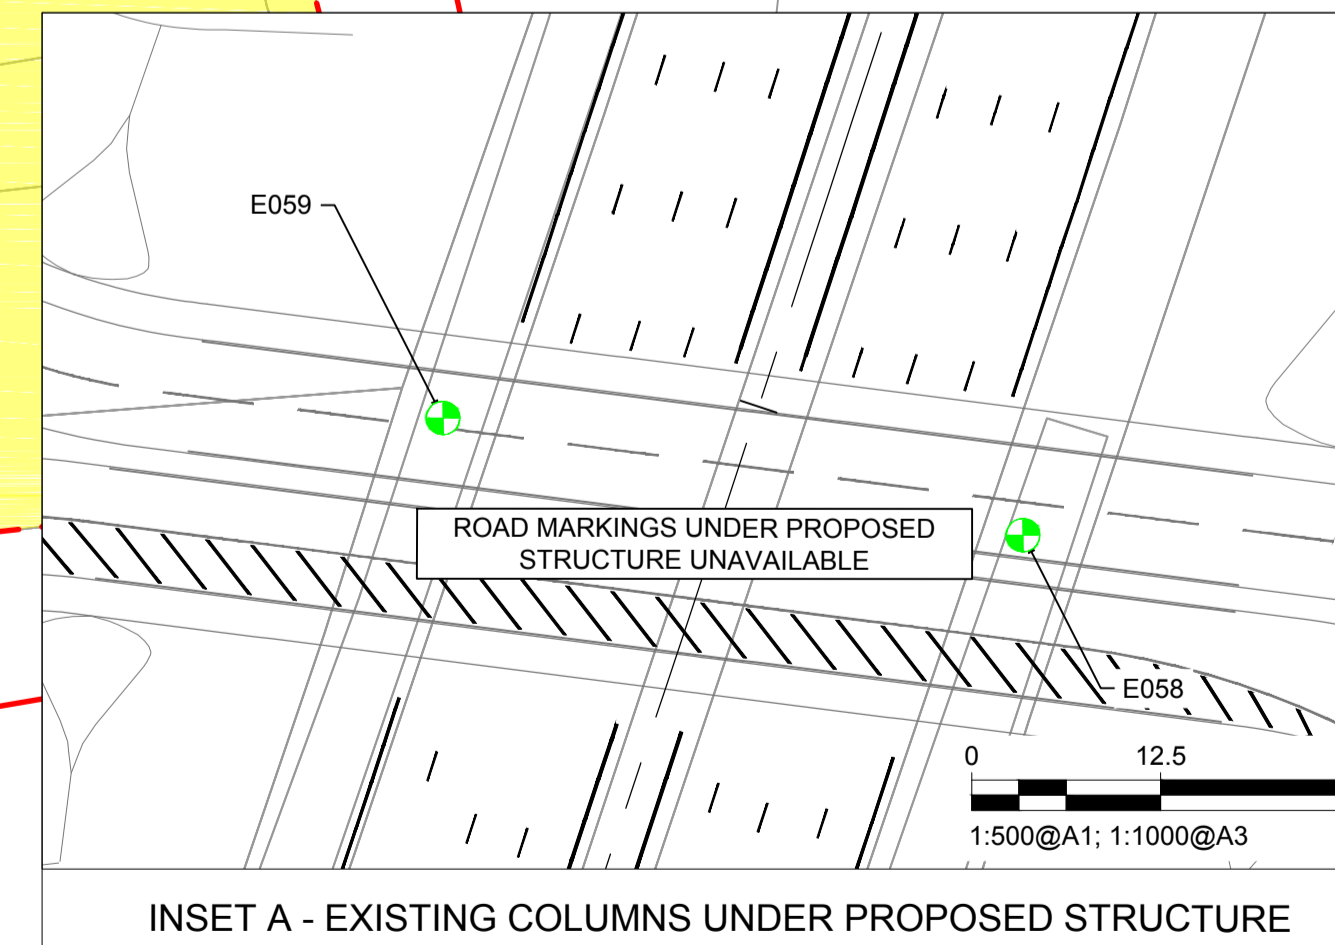 E059
ROAD MARKINGS UNDER PROPOSED
STRUCTURE UNAVAILABLE
E058
0 12.5
1:500@A1; 1:1000@A3
INSET A - EXISTING COLUMNS UNDER PROPOSED STRUCTURE